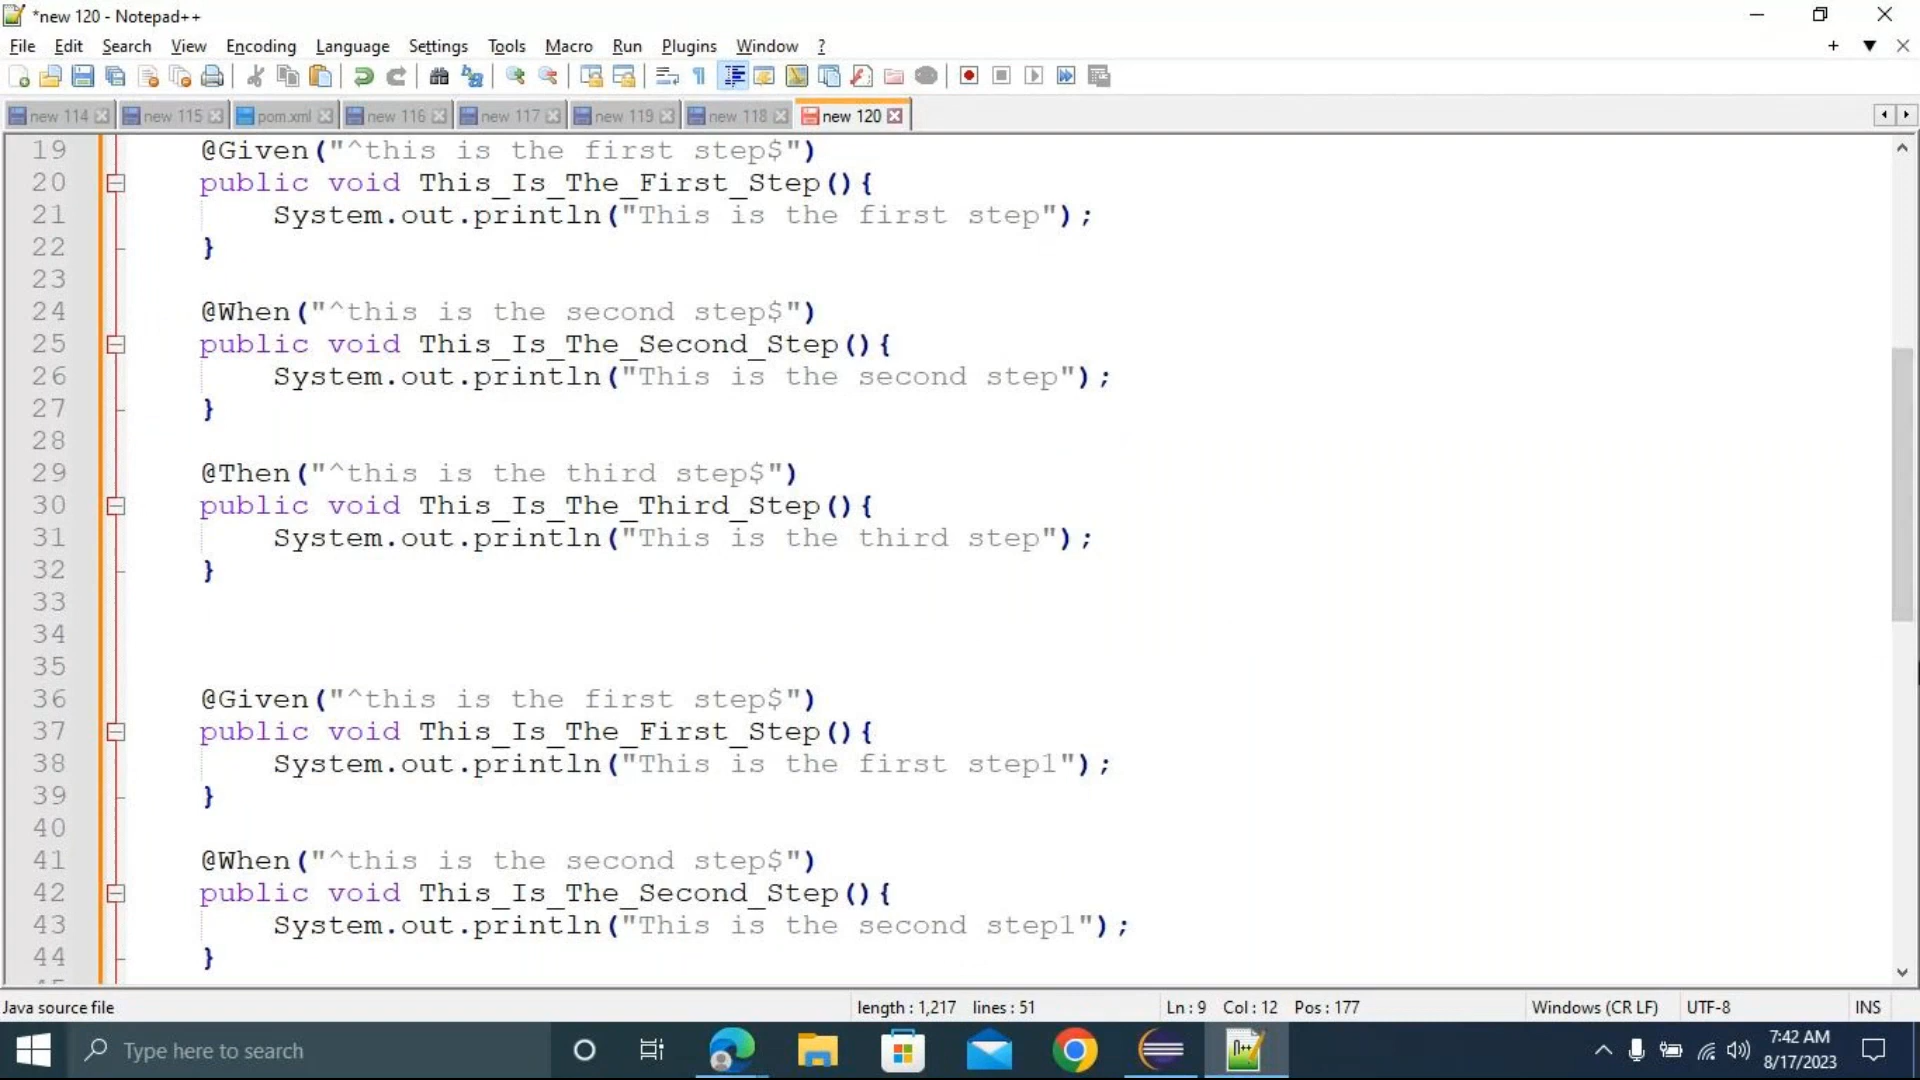 *new 120 - Notepad++
File Edit Search View Encoding Language Settings Tools Macro Run Plugins Window ?
new 114 new 115 pom.xml new 116 new 117 new 119 new 118 new 120
19 @Given("^this is the first step$")
20 public void This_Is_The_First_Step(){
21 System.out.println("This is the first step");
22 }
23
24 @When("^this is the second step$")
25 public void This_Is_The_Second_Step(){
26 System.out.println("This is the second step");
27 }
28
29 @Then("^this is the third step$")
30 public void This_Is_The_Third_Step(){
31 System.out.println("This is the third step");
32 }
33
34
35
36 @Given("^this is the first step$")
37 public void This_Is_The_First_Step(){
38 System.out.println("This is the first step1");
39 }
40
41 @When("^this is the second step$")
42 public void This_Is_The_Second_Step(){
43 System.out.println("This is the second step1");
44 }
Java source file length : 1,217 lines : 51 Ln : 9 Col : 12 Pos : 177 Windows (CR LF) UTF-8 INS
Type here to search
7:42 AM
8/17/2023